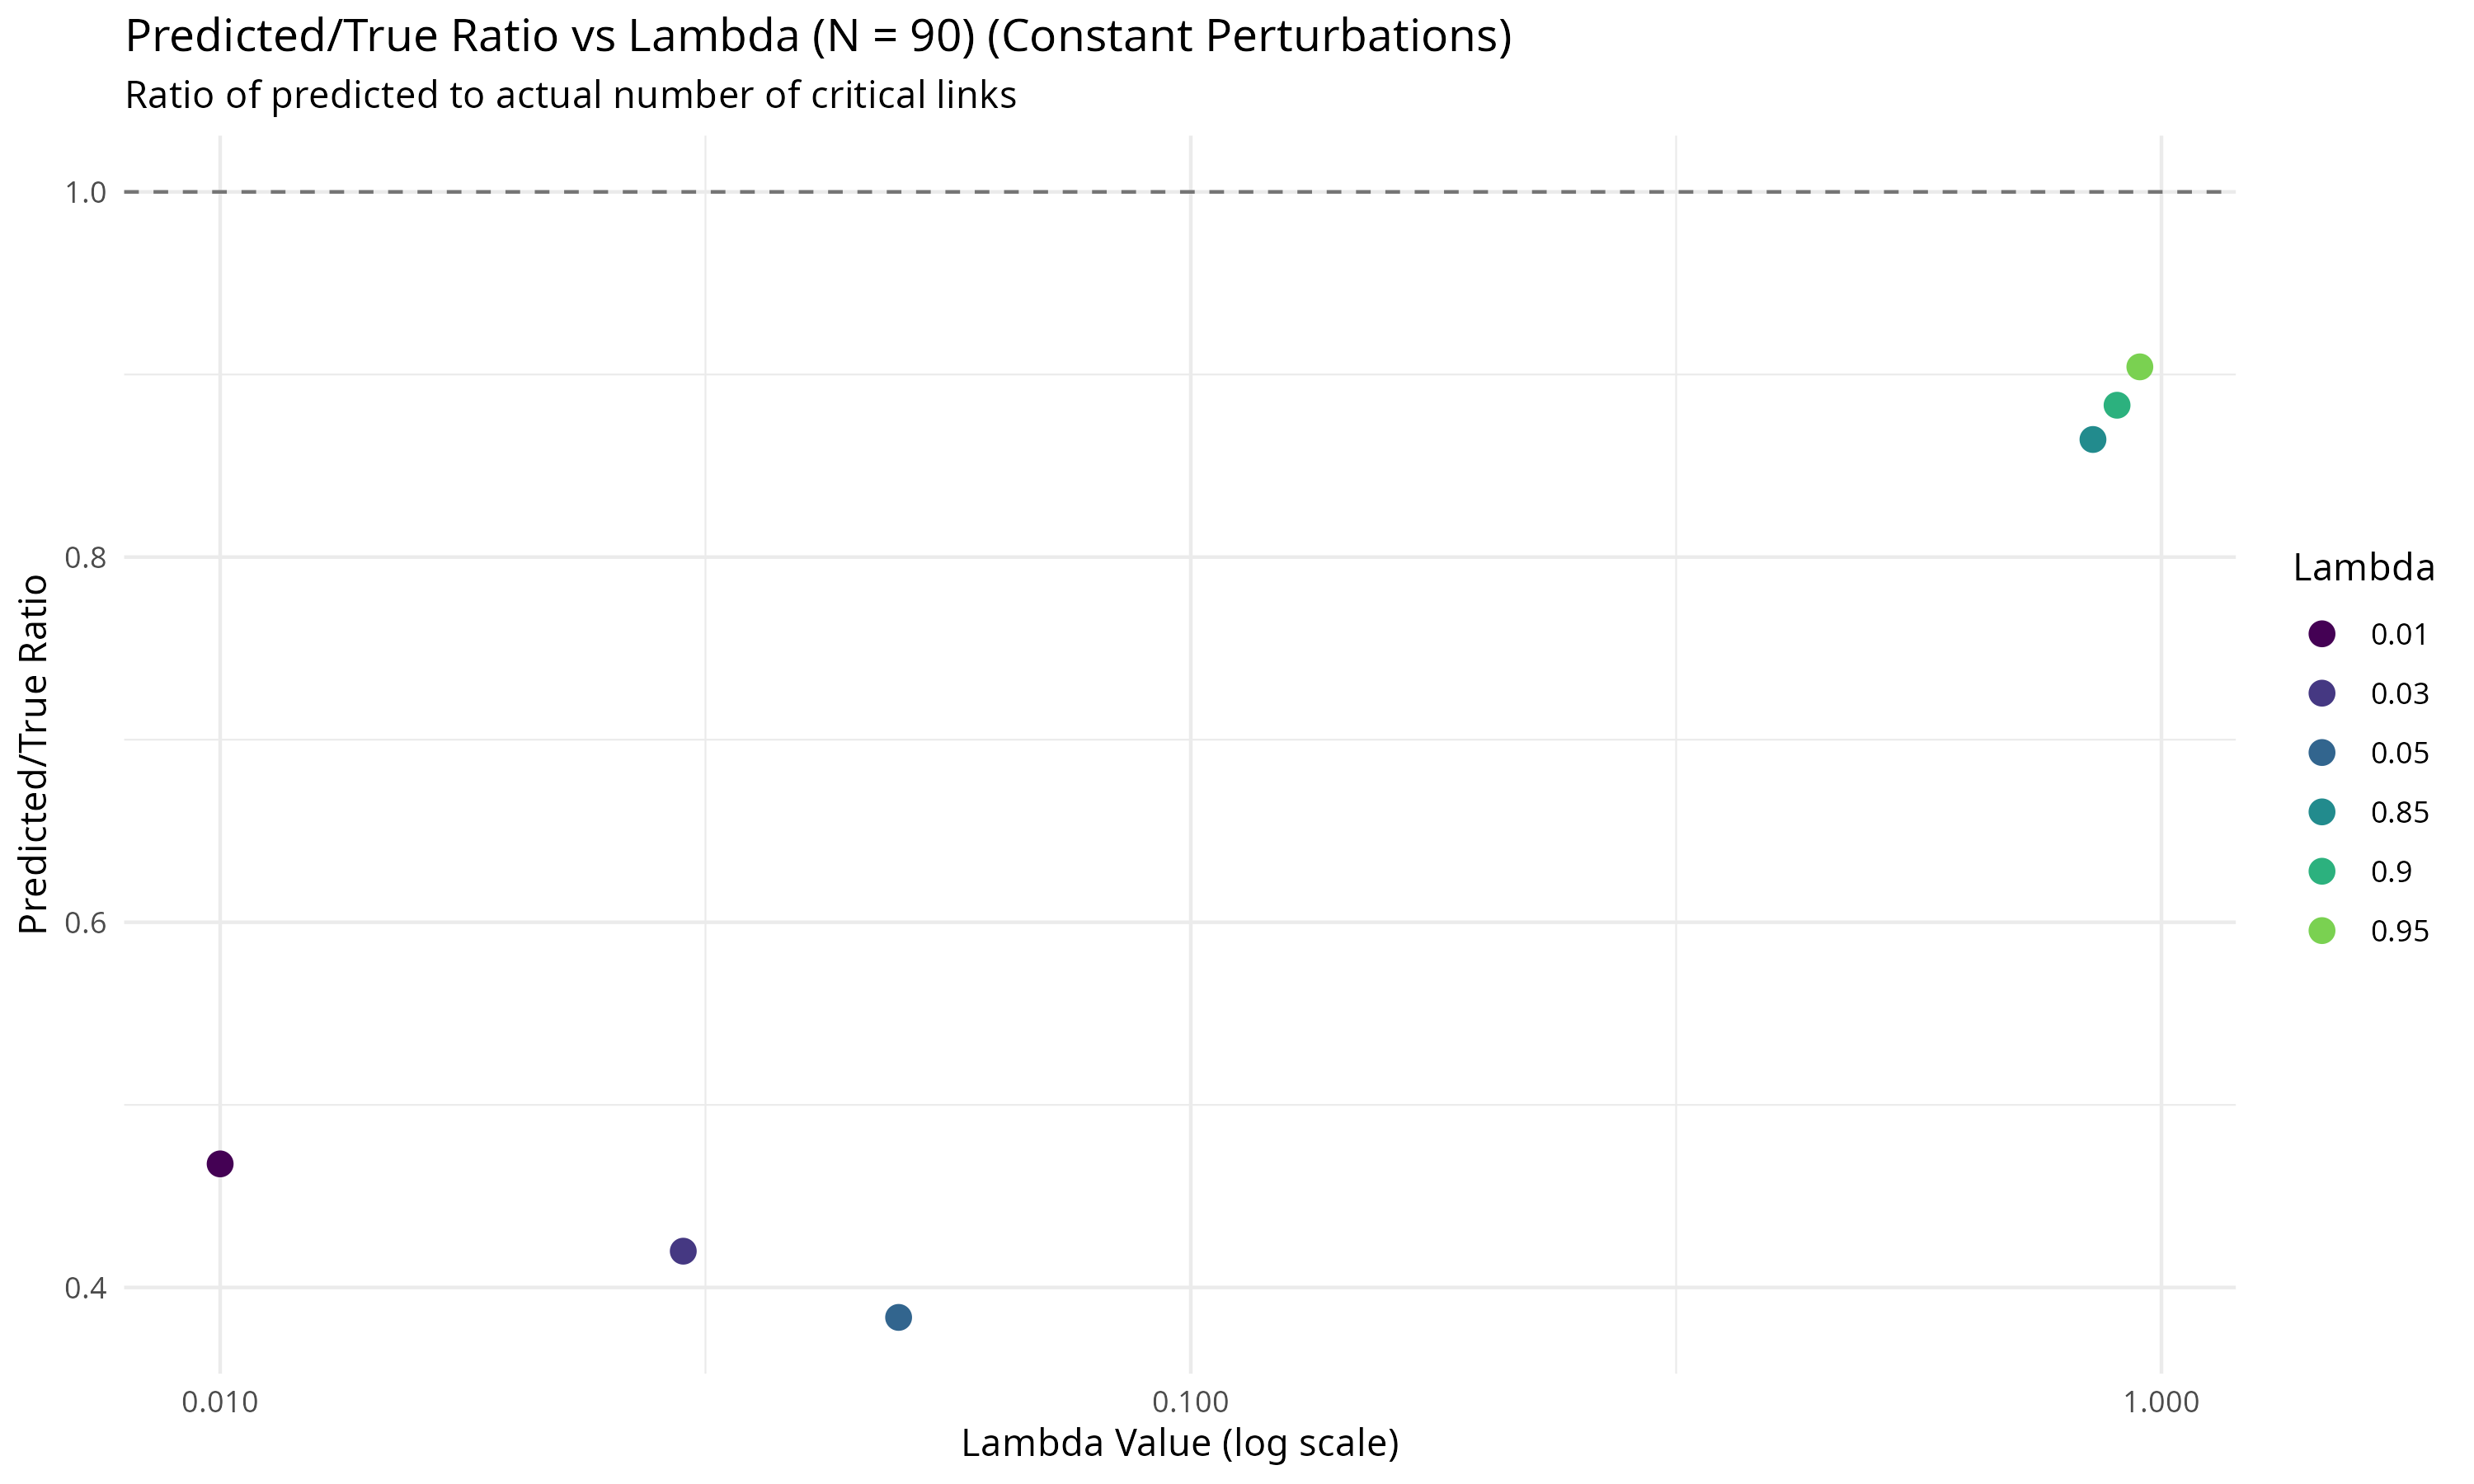 Predicted/True Ratio vs Lambda (N = 90) (Constant Perturbations)
Ratio of predicted to actual number of critical links
Predicted/True Ratio
1.0
0.8
0.6
0.4
0.010
0.100
1.000
Lambda Value (log scale)
Lambda
0.01
0.03
0.05
0.85
0.9
0.95